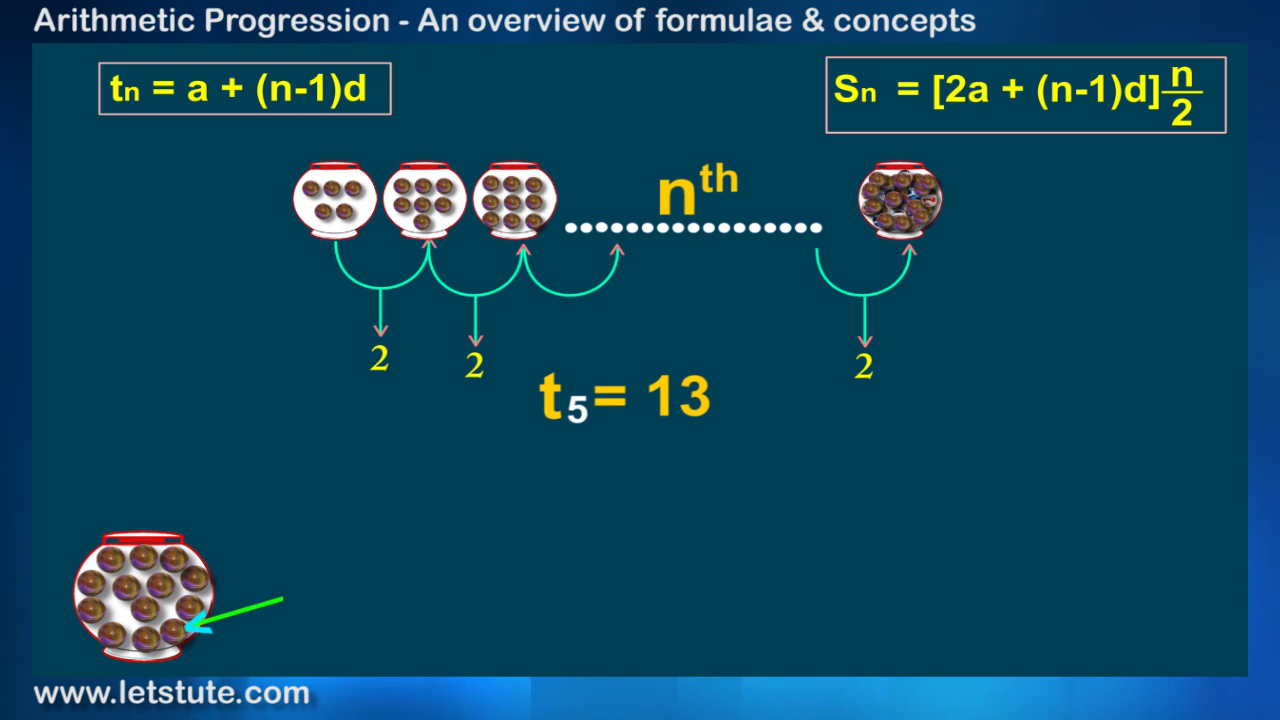 Arithmetic Progression - An overview of formulae & concepts
tn = a + (n-1)d
Sn = [2a + (n-1)d] n/2
nth
2
2
2
t5 = 13
www.letstute.com